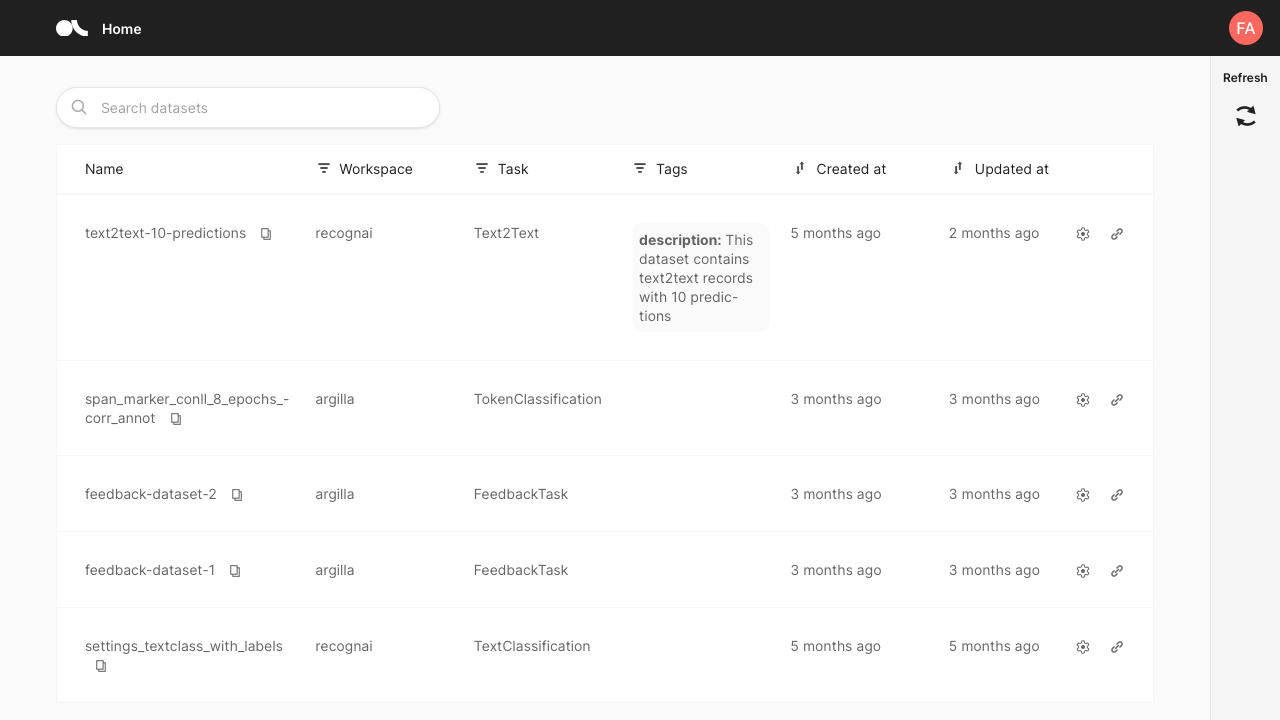 Home
FA
Refresh
Search datasets
Name Workspace Task Tags Created at Updated at
text2text-10-predictions recognai Text2Text description: This 5 months ago 2 months ago
dataset contains
text2text records
with 10 predic-
tions
span_marker_conll_8_epochs_- argilla TokenClassification 3 months ago 3 months ago
corr_annot
feedback-dataset-2 argilla FeedbackTask 3 months ago 3 months ago
feedback-dataset-1 argilla FeedbackTask 3 months ago 3 months ago
settings_textclass_with_labels recognai TextClassification 5 months ago 5 months ago